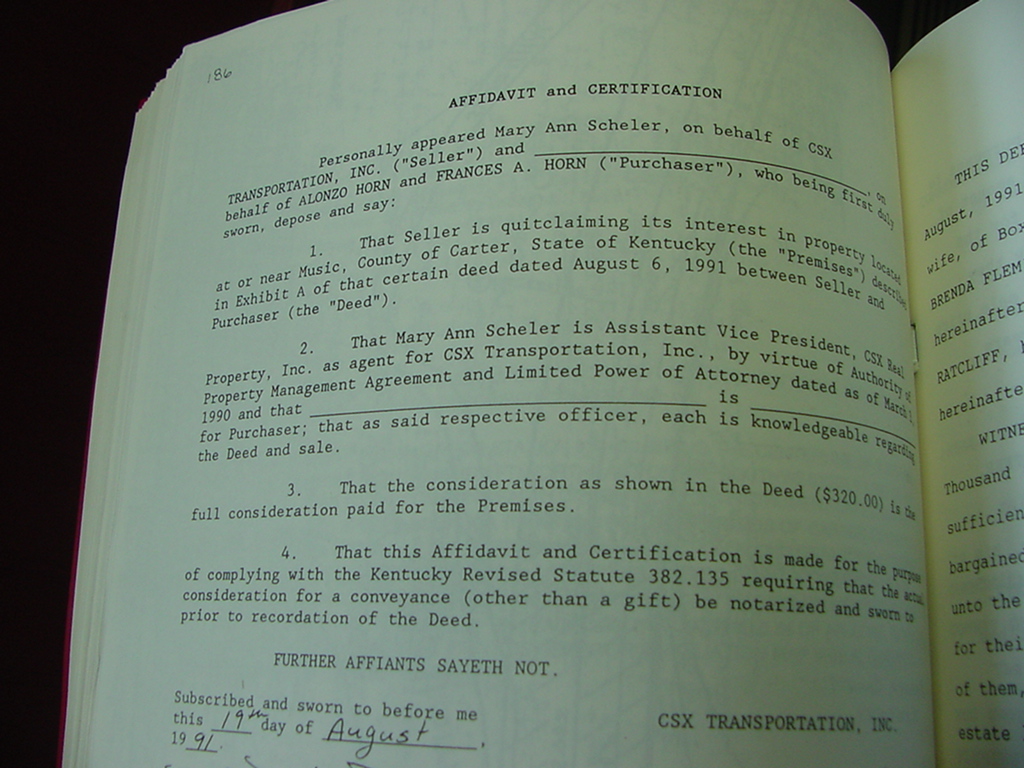 186
AFFIDAVIT and CERTIFICATION
Personally appeared Mary Ann Scheler, on behalf of CSX
TRANSPORTATION, INC. ("Seller") and ____________________, on
behalf of ALONZO HORN and FRANCES A. HORN ("Purchaser"), who being first duly
sworn, depose and say:
1. That Seller is quitclaiming its interest in property located
at or near Music, County of Carter, State of Kentucky (the "Premises") described
in Exhibit A of that certain deed dated August 6, 1991 between Seller and
Purchaser (the "Deed").
2. That Mary Ann Scheler is Assistant Vice President, CSX Real
Property, Inc. as agent for CSX Transportation, Inc., by virtue of Authority of
Property Management Agreement and Limited Power of Attorney dated as of March 1,
1990 and that ____________________ is ____________________
for Purchaser; that as said respective officer, each is knowledgeable regarding
the Deed and sale.
3. That the consideration as shown in the Deed ($320.00) is the
full consideration paid for the Premises.
4. That this Affidavit and Certification is made for the purpose
of complying with the Kentucky Revised Statute 382.135 requiring that the actual
consideration for a conveyance (other than a gift) be notarized and sworn to
prior to recordation of the Deed.
FURTHER AFFIANTS SAYETH NOT.
Subscribed and sworn to before me
this 19th day of August,
1991.
CSX TRANSPORTATION, INC.
THIS DEE
August, 1991
wife, of Box
BRENDA FLEM
hereinafter
RATCLIFF,
hereinafte
WITNE
Thousand
sufficien
bargained
unto the
for thei
of them,
estate